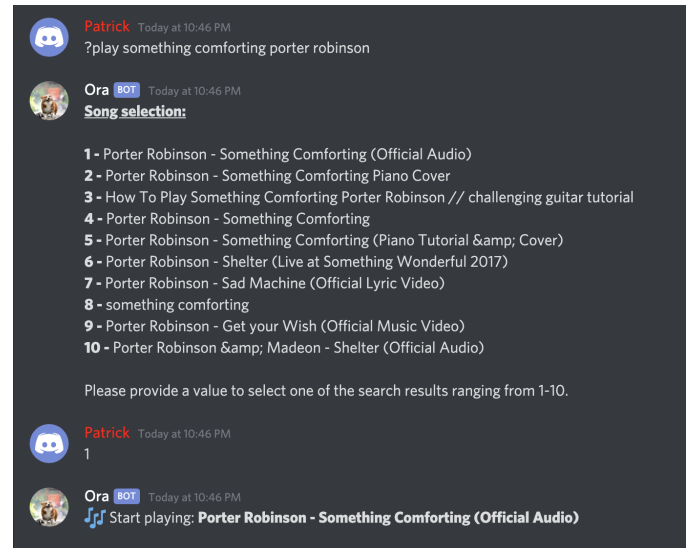 Patrick Today at 10:46 PM
?play something comforting porter robinson
Ora BOT Today at 10:46 PM
Song selection:
1 - Porter Robinson - Something Comforting (Official Audio)
2 - Porter Robinson - Something Comforting Piano Cover
3 - How To Play Something Comforting Porter Robinson // challenging guitar tutorial
4 - Porter Robinson - Something Comforting
5 - Porter Robinson - Something Comforting (Piano Tutorial &amp; Cover)
6 - Porter Robinson - Shelter (Live at Something Wonderful 2017)
7 - Porter Robinson - Sad Machine (Official Lyric Video)
8 - something comforting
9 - Porter Robinson - Get your Wish (Official Music Video)
10 - Porter Robinson &amp; Madeon - Shelter (Official Audio)
Please provide a value to select one of the search results ranging from 1-10.
Patrick Today at 10:46 PM
1
Ora BOT Today at 10:46 PM
🎶 Start playing: Porter Robinson - Something Comforting (Official Audio)